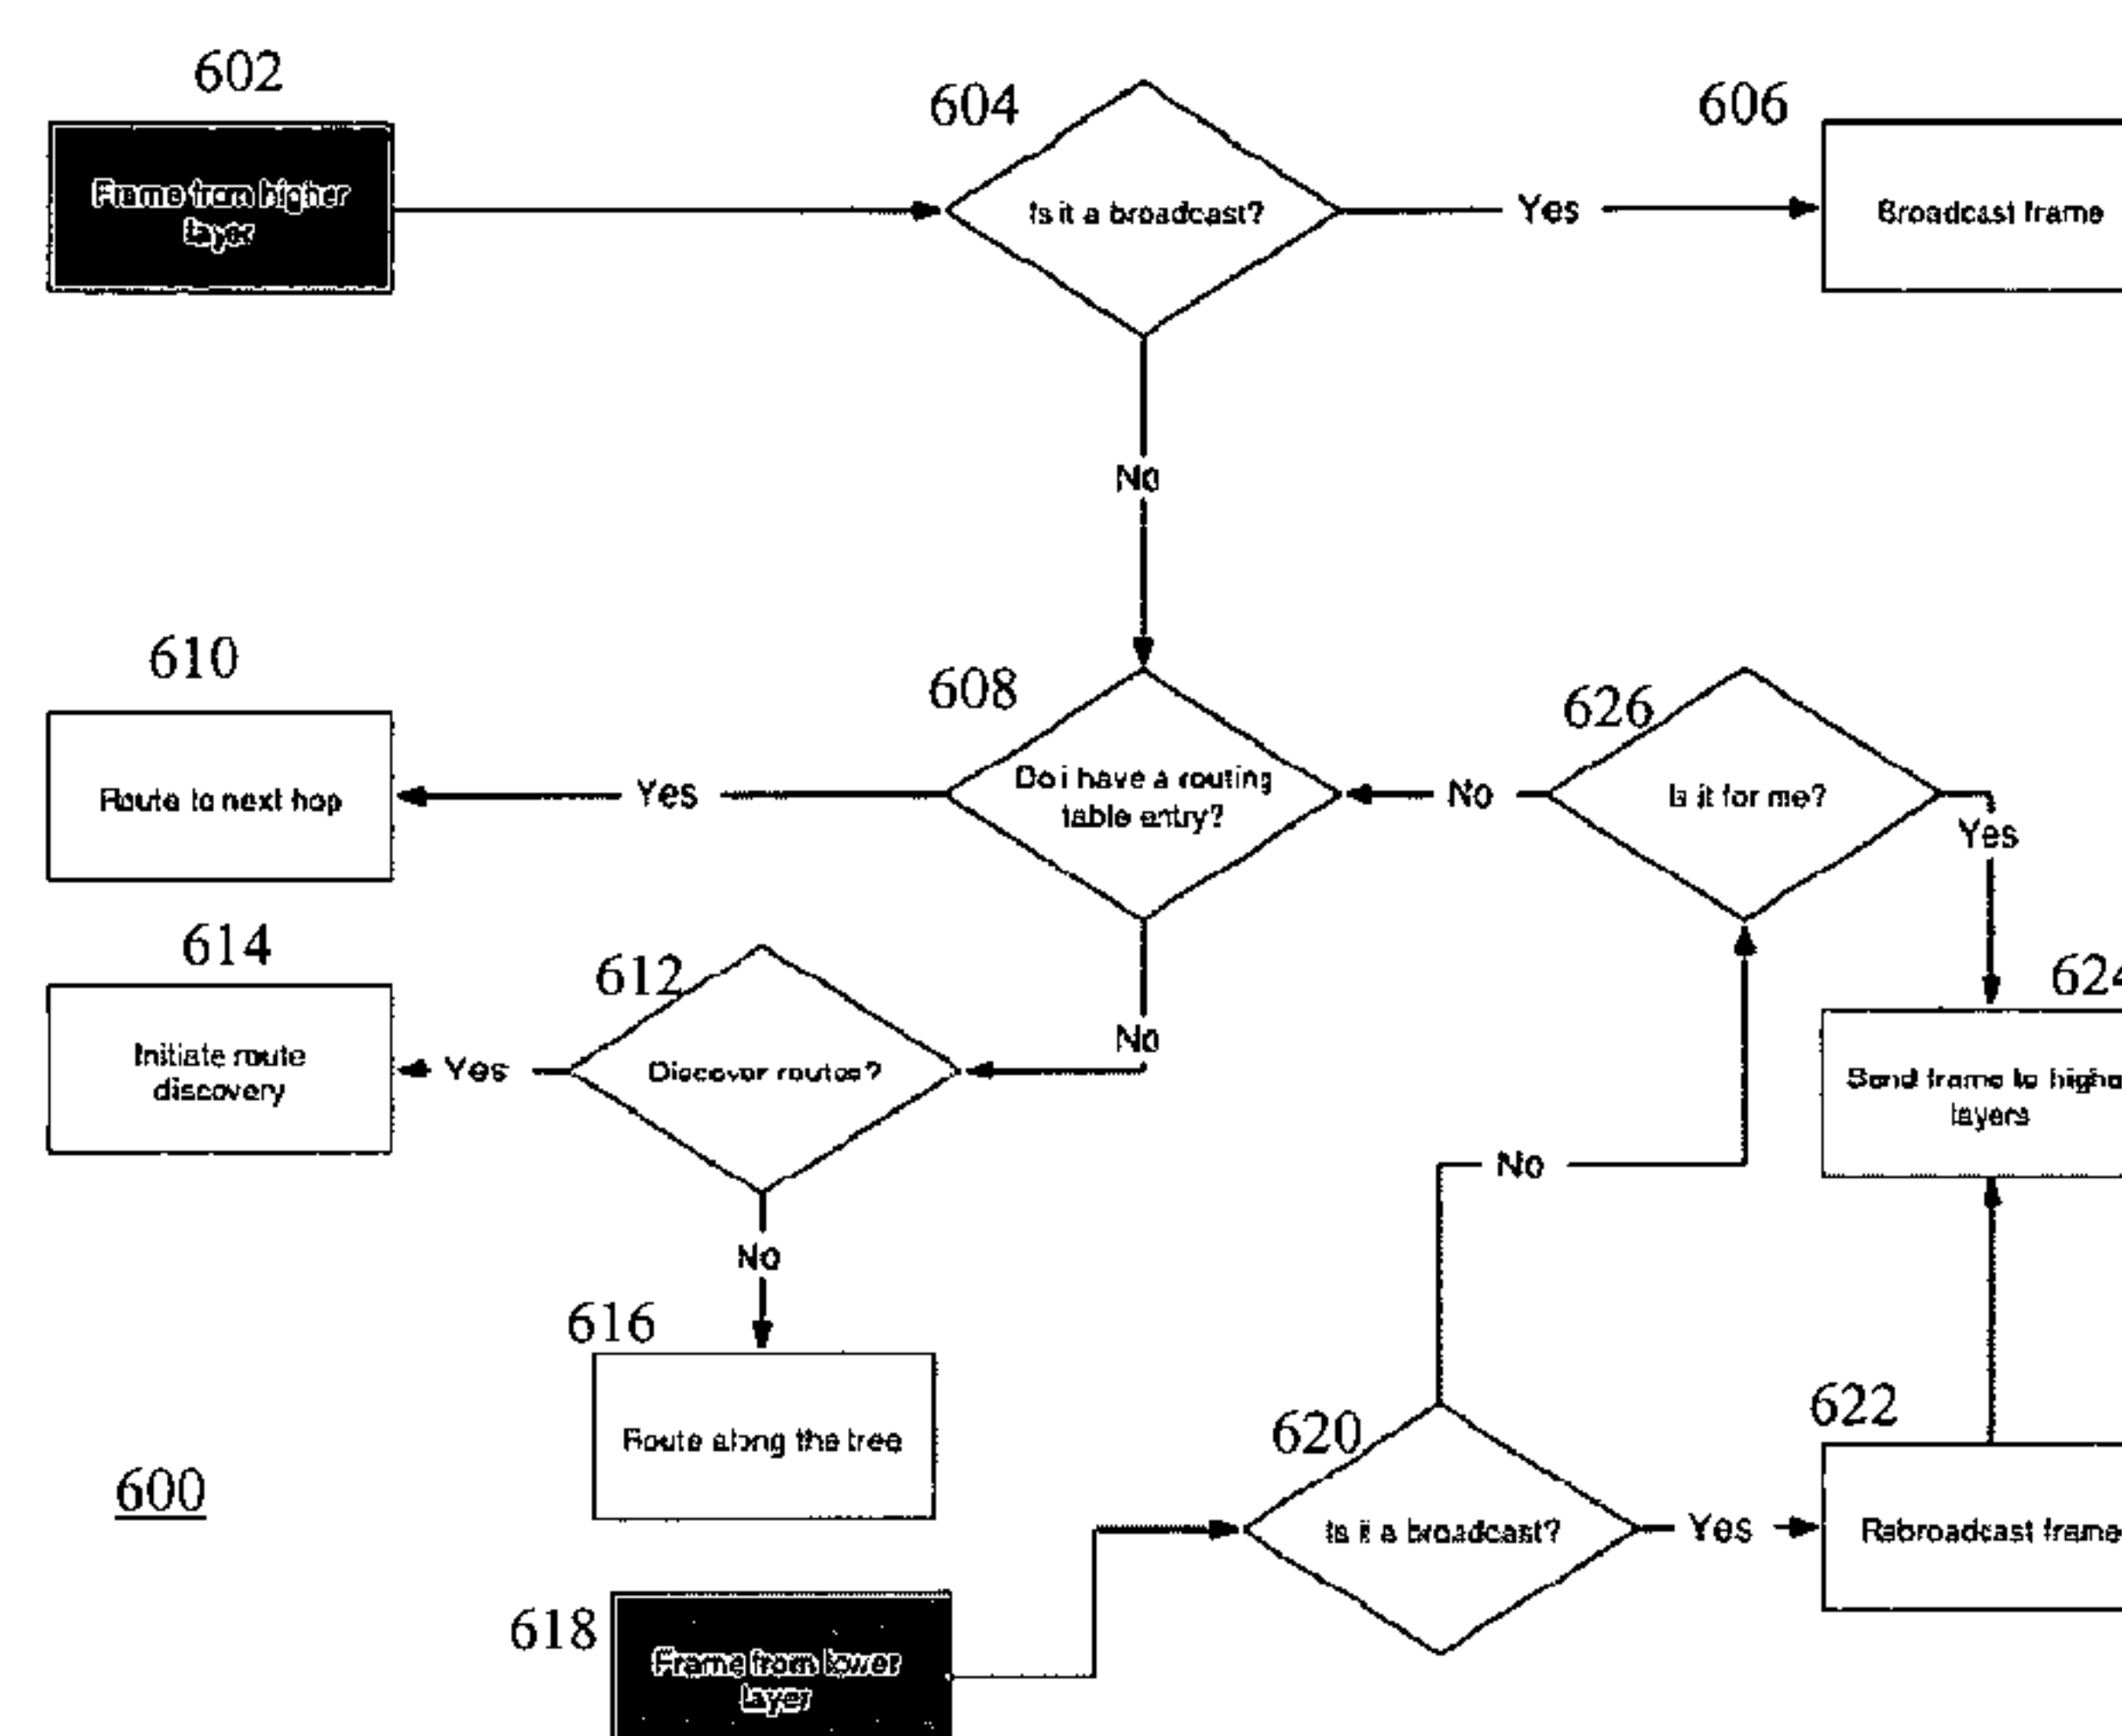 602
604
606
Frame from higher
layer
Is it a broadcast?
Yes
Broadcast frame
No
610
608
626
Route to next hop
Yes
Do i have a routing
table entry?
No
Is it for me?
Yes
614
612
624
Initiate route
discovery
Yes
Discover routes?
No
Send frame to highe
layers
No
No
616
Route along the tree
620
622
600
Is it a broadcast?
Yes
Rebroadcast frame
618
Frame from lower
layer